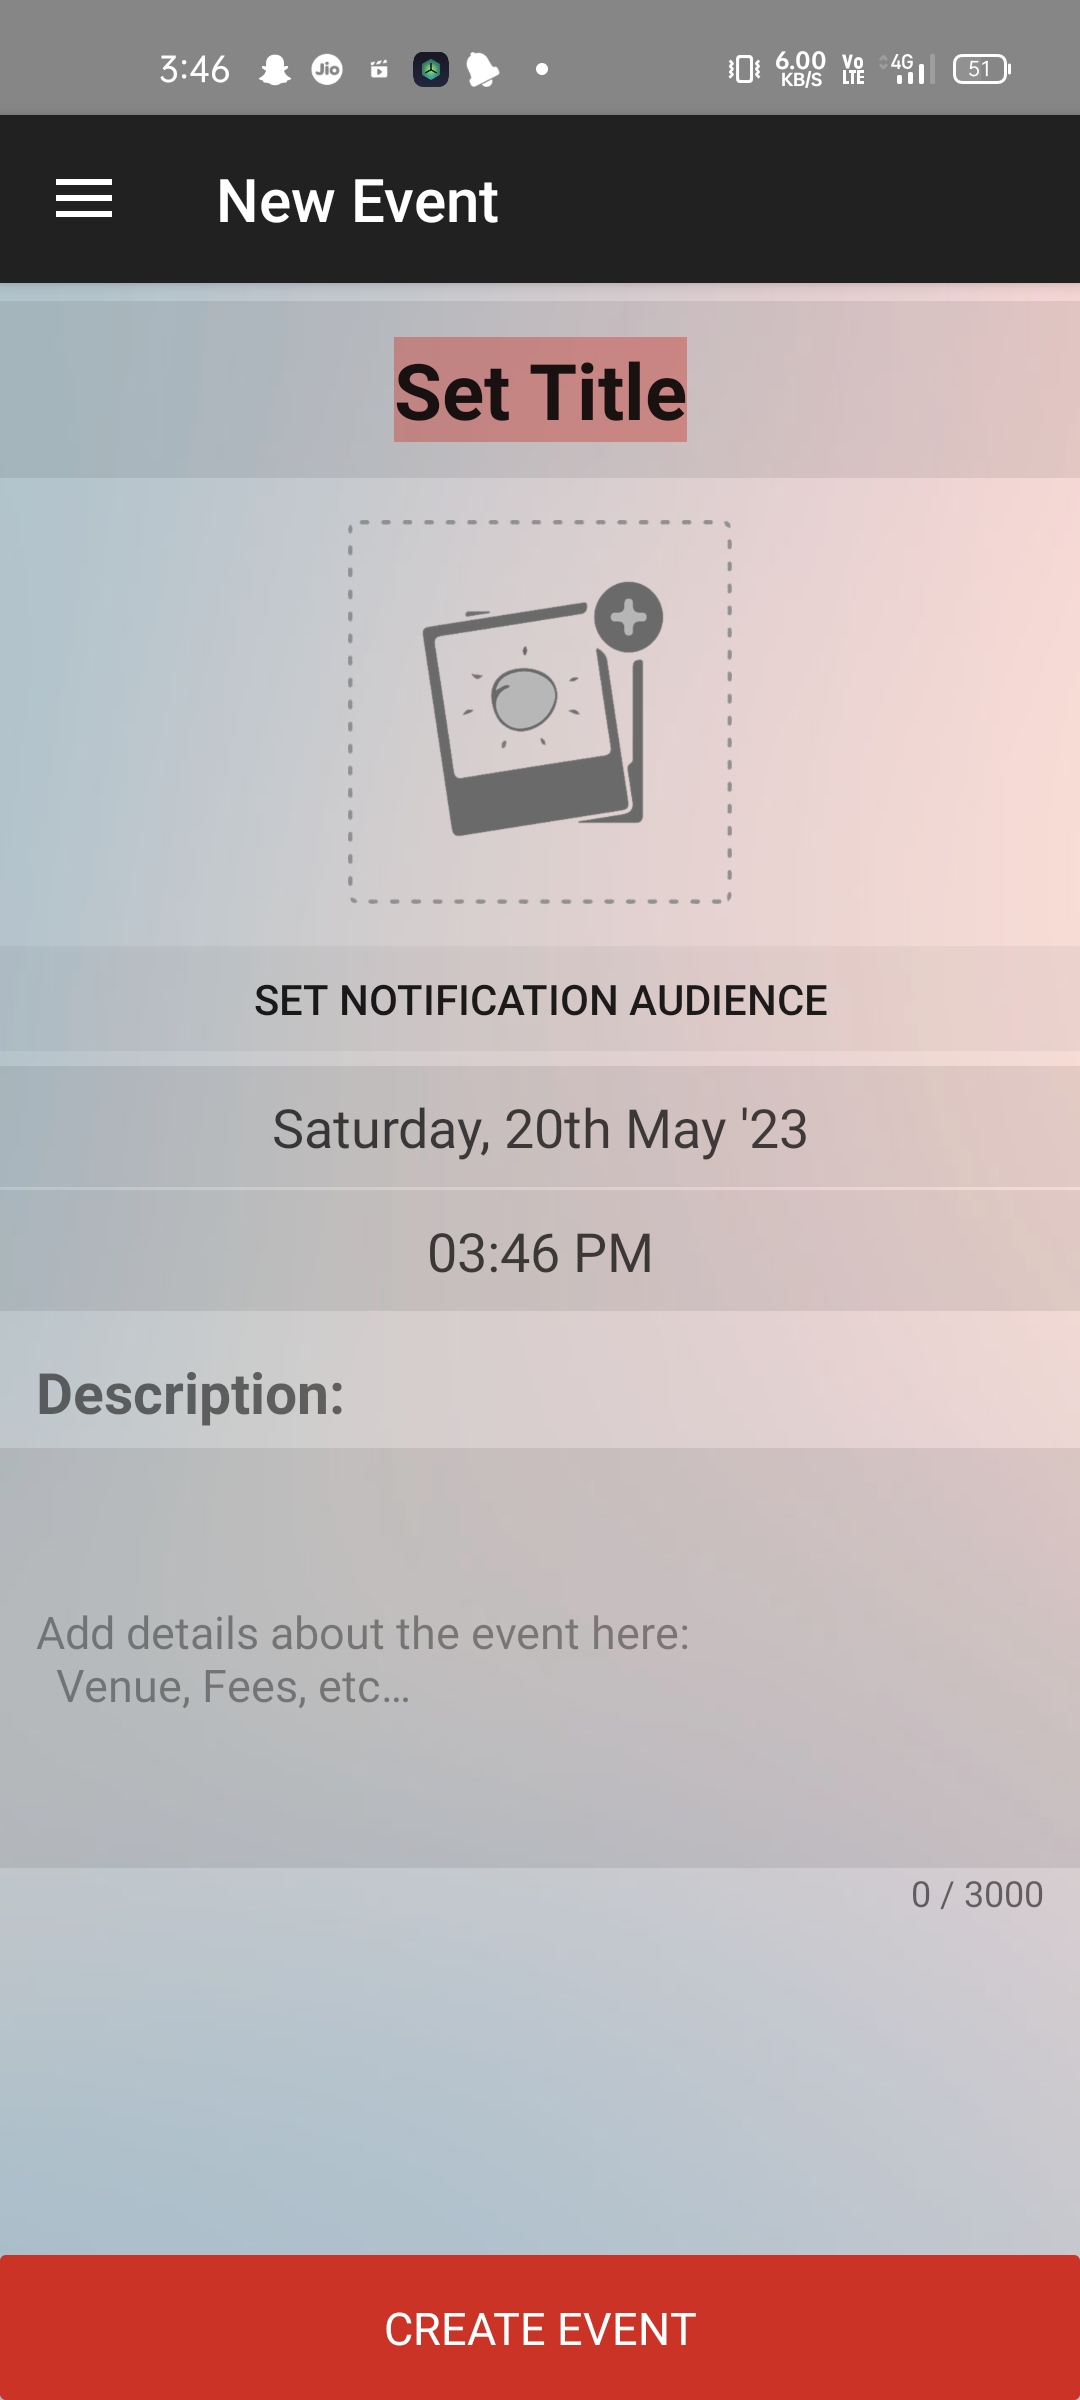 3:46 Jio 6.00 KB/S Vo LTE 4G 51
New Event
Set Title
SET NOTIFICATION AUDIENCE
Saturday, 20th May '23
03:46 PM
Description:
Add details about the event here:
Venue, Fees, etc...
0 / 3000
CREATE EVENT